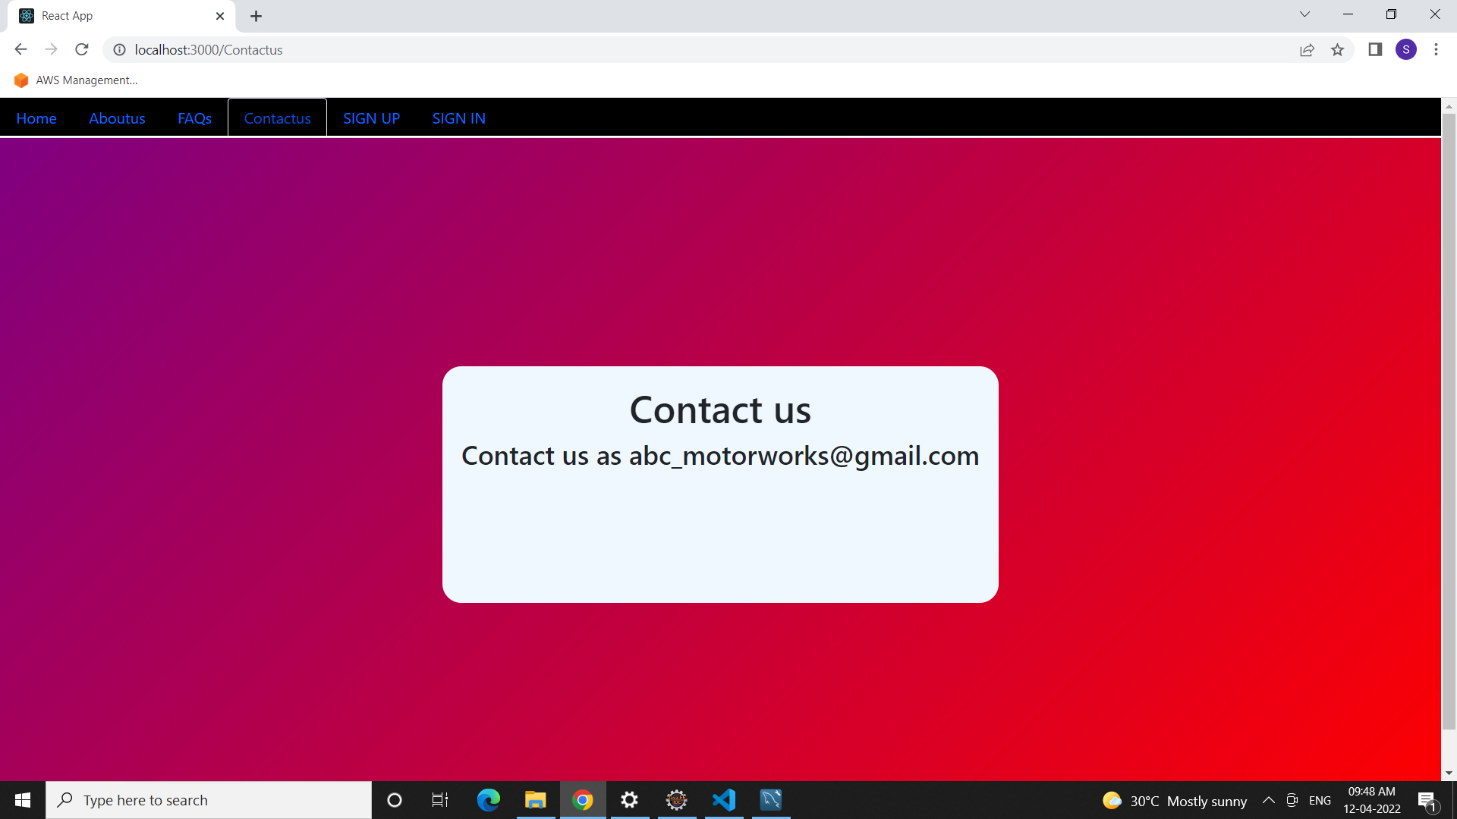 React App
localhost:3000/Contactus
S
AWS Management...
Home Aboutus FAQs Contactus SIGN UP SIGN IN
Contact us
Contact us as abc_motorworks@gmail.com
Type here to search
30°C Mostly sunny
ENG
09:48 AM
12-04-2022
1